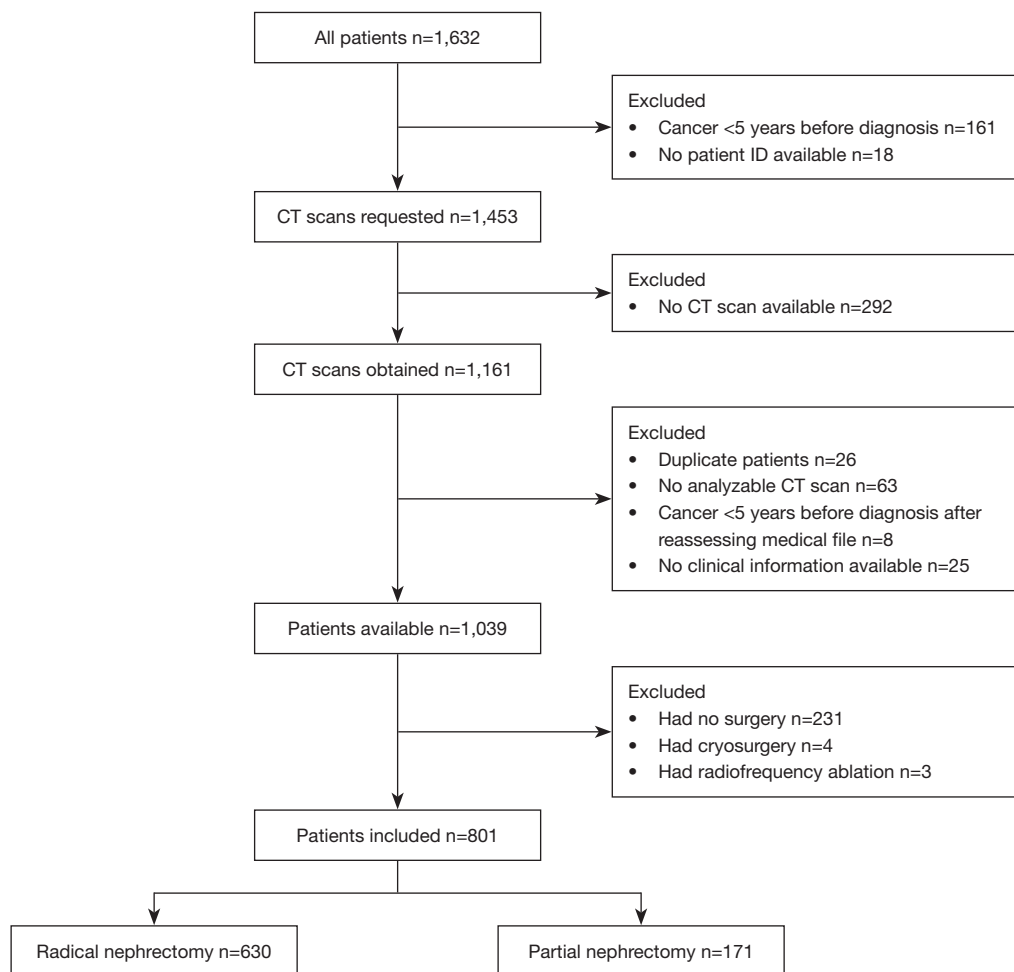 All patients n=1,632
Excluded
• Cancer <5 years before diagnosis n=161
• No patient ID available n=18
CT scans requested n=1,453
Excluded
• No CT scan available n=292
CT scans obtained n=1,161
Excluded
• Duplicate patients n=26
• No analyzable CT scan n=63
• Cancer <5 years before diagnosis after
reassessing medical file n=8
• No clinical information available n=25
Patients available n=1,039
Excluded
• Had no surgery n=231
• Had cryosurgery n=4
• Had radiofrequency ablation n=3
Patients included n=801
Radical nephrectomy n=630
Partial nephrectomy n=171